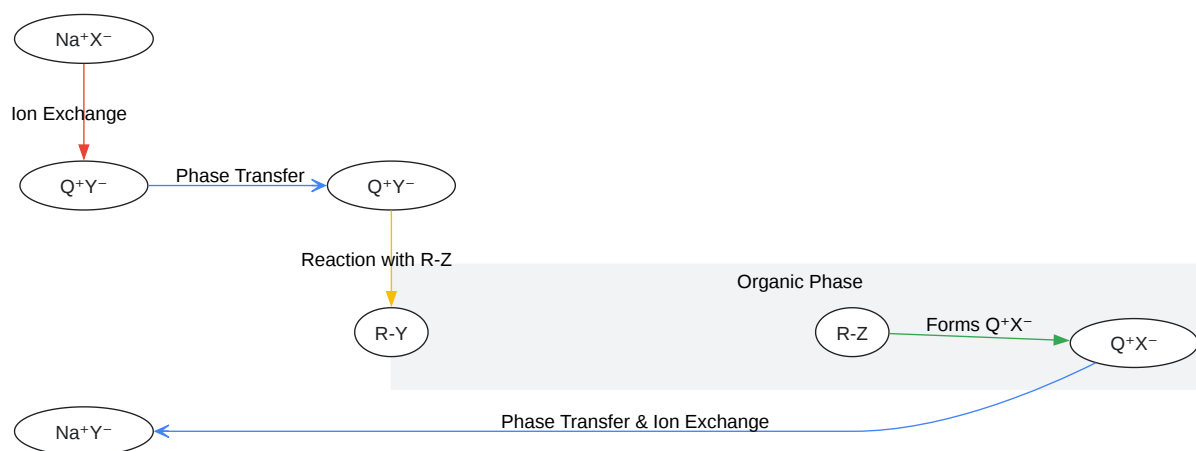 Na⁺X⁻
Ion Exchange
Q⁺Y⁻
Phase Transfer
Q⁺Y⁻
Reaction with R-Z
Organic Phase
R-Y
R-Z
Forms Q⁺X⁻
Q⁺X⁻
Phase Transfer & Ion Exchange
Na⁺Y⁻